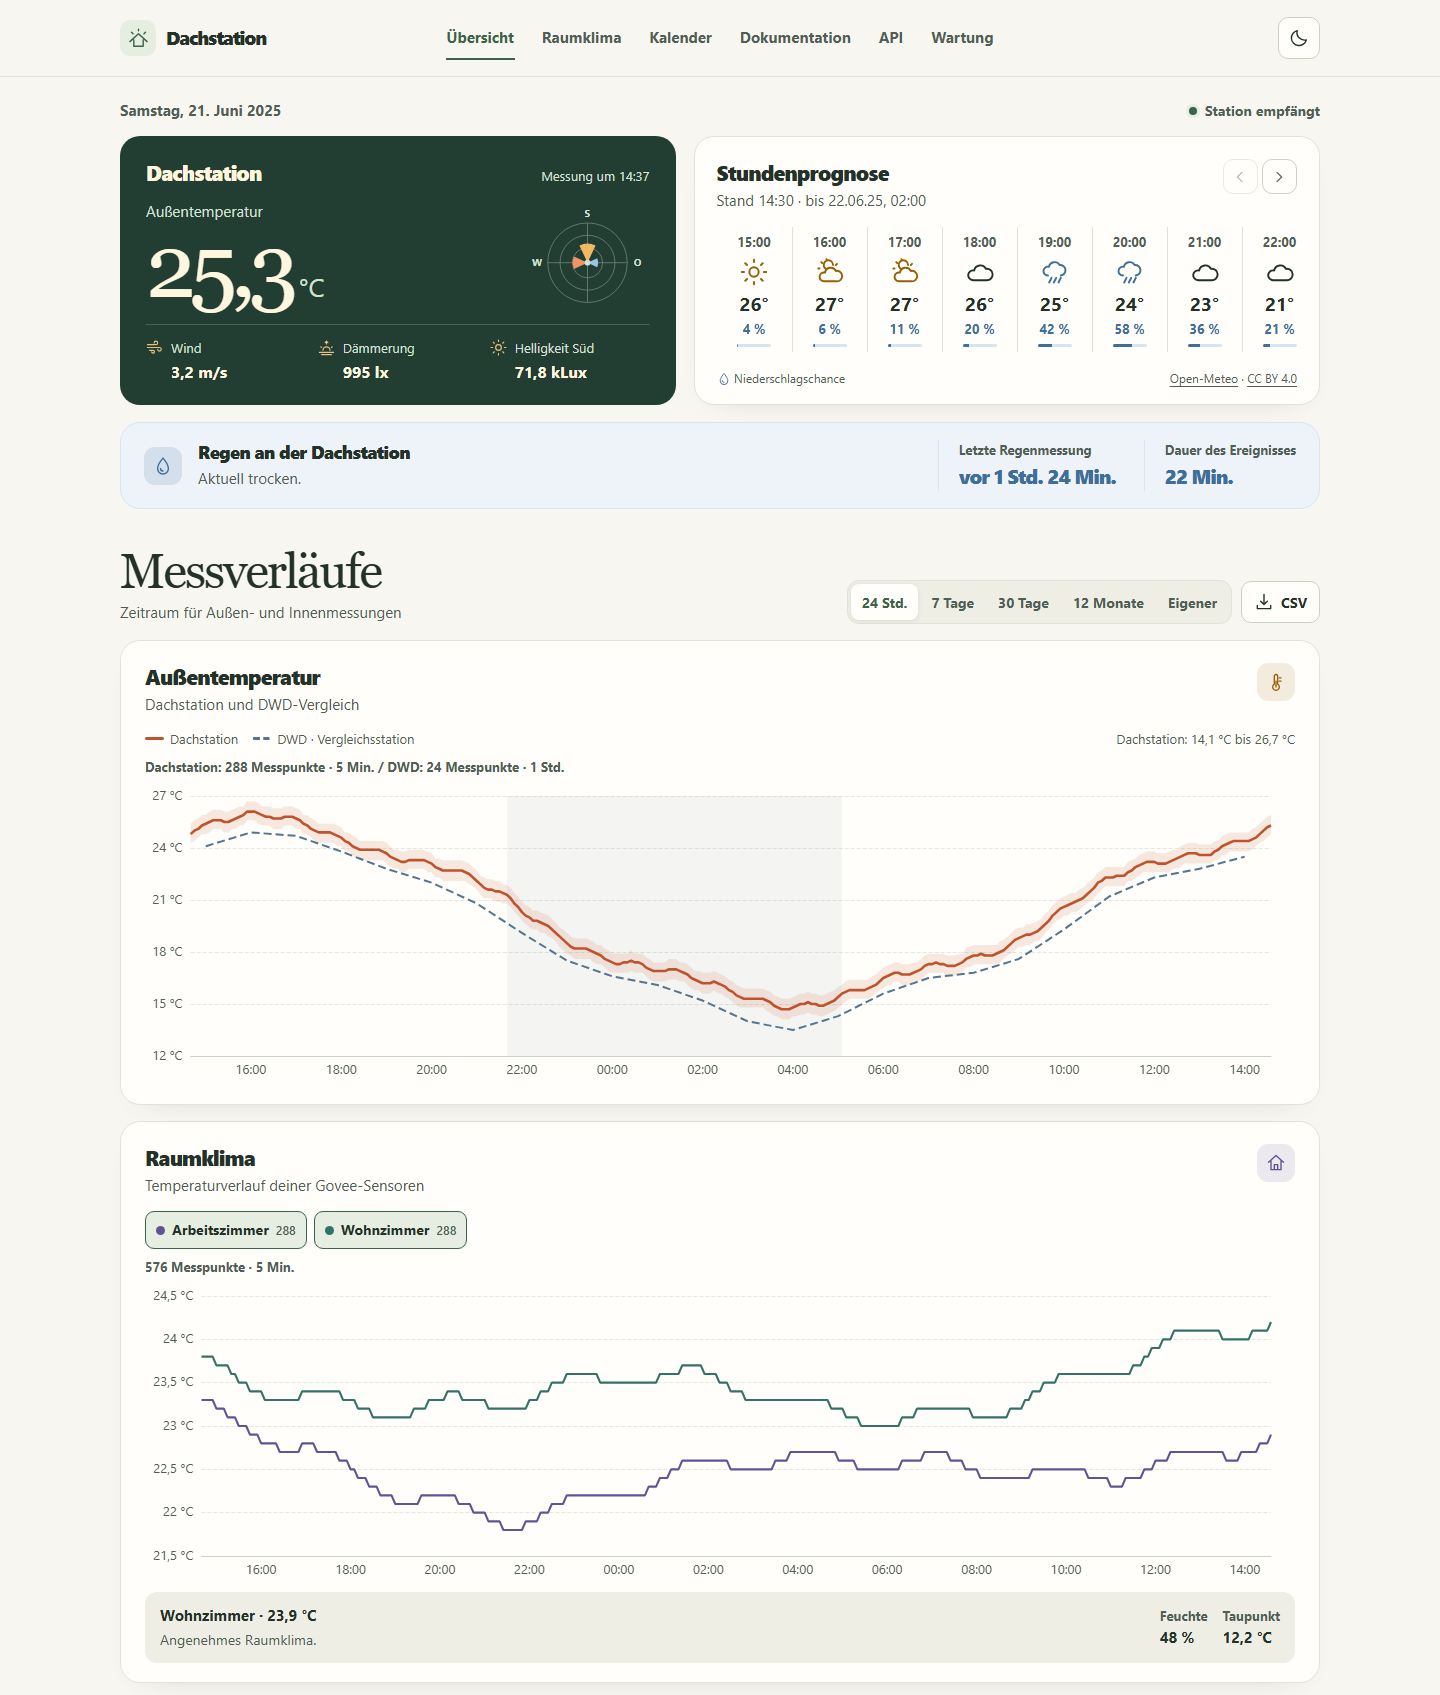 Dachstation
Übersicht Raumklima Kalender Dokumentation API Wartung
Samstag, 21. Juni 2025
Station empfängt
Dachstation
Messung um 14:37
Außentemperatur
25,3 °C
S
W O
Wind
3,2 m/s
Dämmerung
995 lx
Helligkeit Süd
71,8 kLux
Stundenprognose
Stand 14:30 · bis 22.06.25, 02:00
15:00 16:00 17:00 18:00 19:00 20:00 21:00 22:00
26° 27° 27° 26° 25° 24° 23° 21°
4 % 6 % 11 % 20 % 42 % 58 % 36 % 21 %
Niederschlagschance
Open-Meteo · CC BY 4.0
Regen an der Dachstation
Aktuell trocken.
Letzte Regenmessung
vor 1 Std. 24 Min.
Dauer des Ereignisses
22 Min.
Messverläufe
Zeitraum für Außen- und Innenmessungen
24 Std. 7 Tage 30 Tage 12 Monate Eigener
CSV
Außentemperatur
Dachstation und DWD-Vergleich
Dachstation DWD · Vergleichsstation
Dachstation: 14,1 °C bis 26,7 °C
Dachstation: 288 Messpunkte · 5 Min. / DWD: 24 Messpunkte · 1 Std.
27 °C
24 °C
21 °C
18 °C
15 °C
12 °C
16:00 18:00 20:00 22:00 00:00 02:00 04:00 06:00 08:00 10:00 12:00 14:00
Raumklima
Temperaturverlauf deiner Govee-Sensoren
Arbeitszimmer 288
Wohnzimmer 288
576 Messpunkte · 5 Min.
24,5 °C
24 °C
23,5 °C
23 °C
22,5 °C
22 °C
21,5 °C
16:00 18:00 20:00 22:00 00:00 02:00 04:00 06:00 08:00 10:00 12:00 14:00
Wohnzimmer · 23,9 °C
Angenehmes Raumklima.
Feuchte
48 %
Taupunkt
12,2 °C